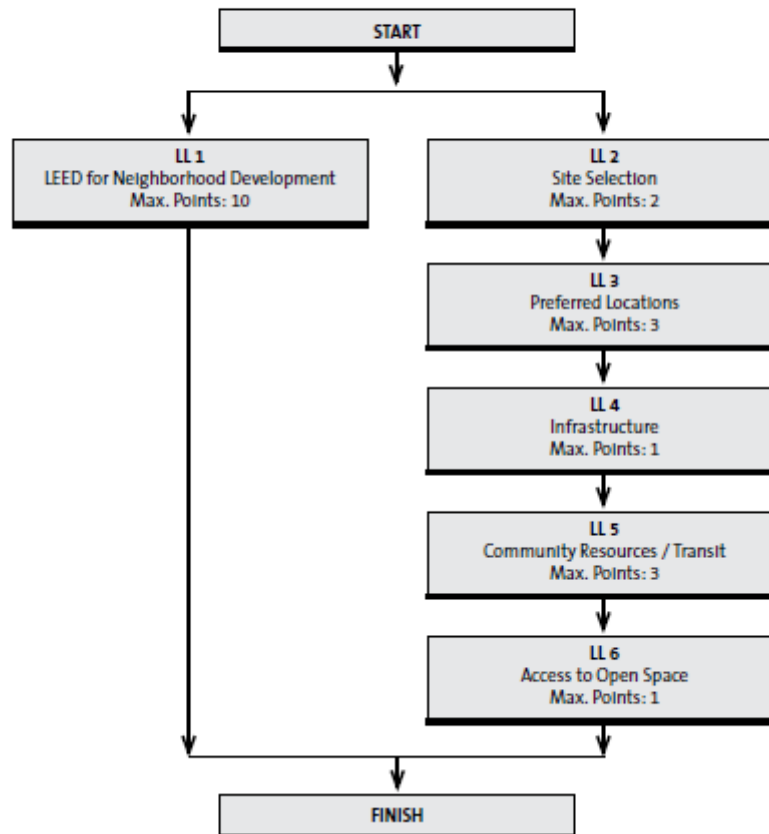 START
LL 1
LEED for Neighborhood Development
Max. Points: 10
LL 2
Site Selection
Max. Points: 2
LL 3
Preferred Locations
Max. Points: 3
LL 4
Infrastructure
Max. Points: 1
LL 5
Community Resources / Transit
Max. Points: 3
LL 6
Access to Open Space
Max. Points: 1
FINISH